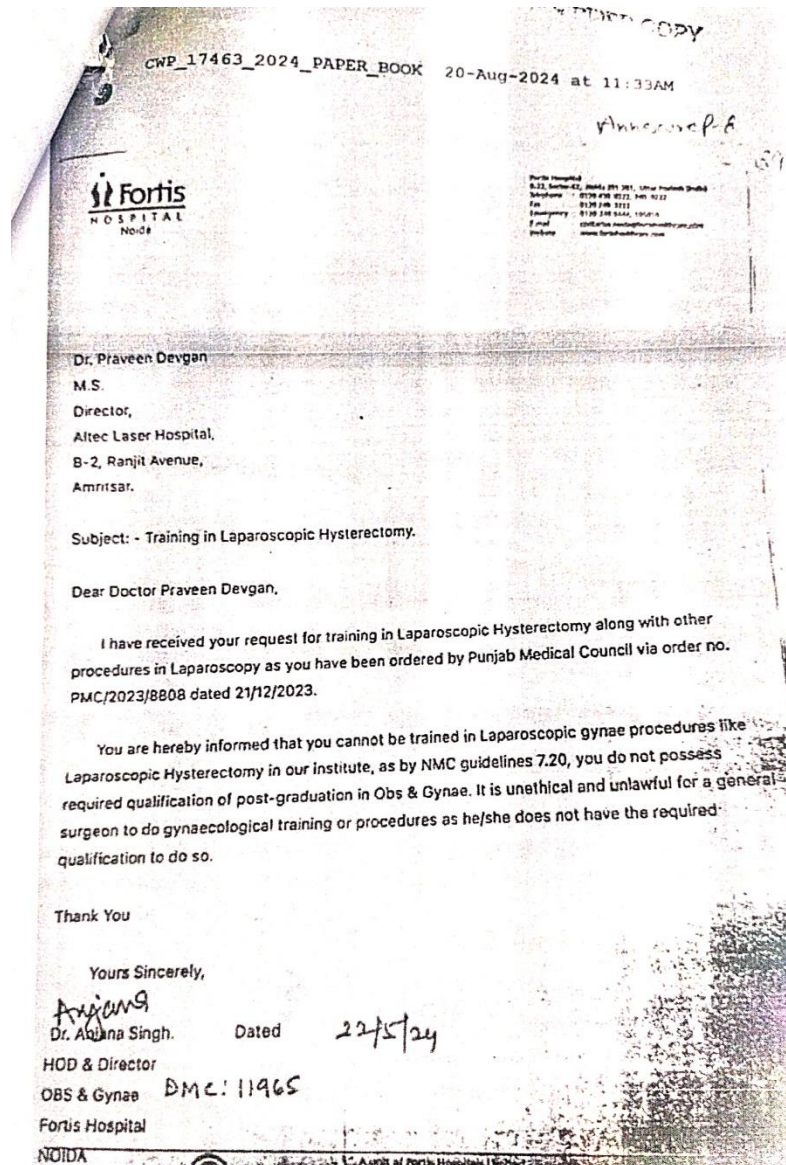 COPY
CWP_17463_2024_PAPER_BOOK 20-Aug-2024 at 11:33AM
Annexure P-8
Fortis
HOSPITAL
Noida
Fortis Hospital
Dr. Praveen Devgan
M.S.
Director,
Altec Laser Hospital,
B-2, Ranjit Avenue,
Amritsar.
Subject: - Training in Laparoscopic Hysterectomy.
Dear Doctor Praveen Devgan,
I have received your request for training in Laparoscopic Hysterectomy along with other
procedures in Laparoscopy as you have been ordered by Punjab Medical Council via order no.
PMC/2023/8808 dated 21/12/2023.
You are hereby informed that you cannot be trained in Laparoscopic gynae procedures like
Laparoscopic Hysterectomy in our institute, as by NMC guidelines 7.20, you do not possess
required qualification of post-graduation in Obs & Gynae. It is unethical and unlawful for a general
surgeon to do gynaecological training or procedures as he/she does not have the required
qualification to do so.
Thank You
Yours Sincerely,
Anjana
Dr. Anjana Singh. Dated 22/5/24
HOD & Director
OBS & Gynae DMC: 11965
Fortis Hospital
NOIDA